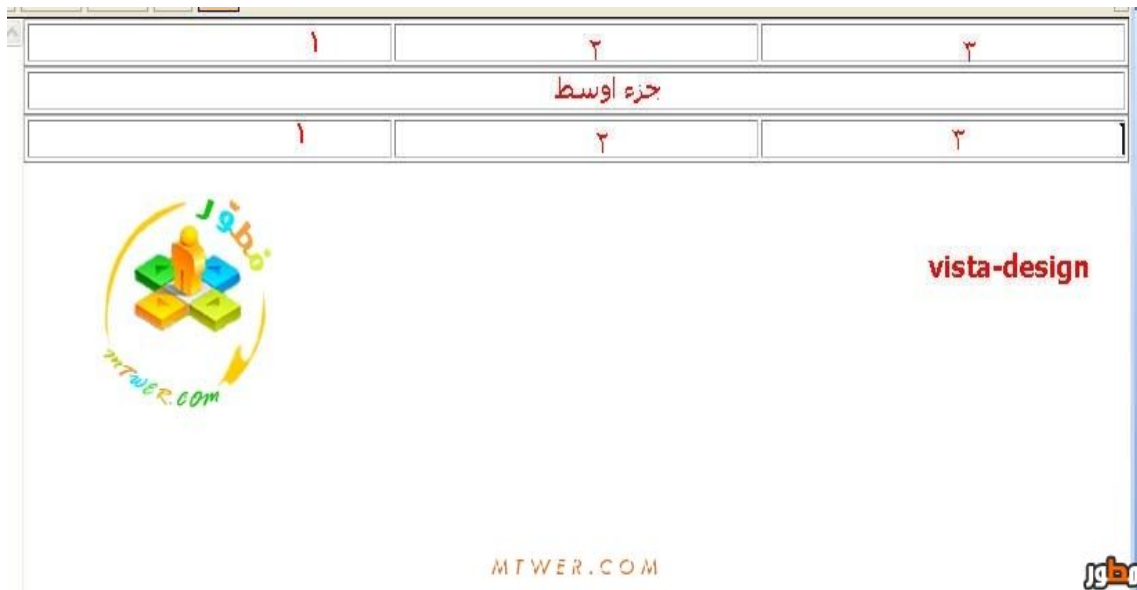 ١ ٢ ٣
جزء اوسط
١ ٢ ٣
مطور
mTWER.COM
vista-design
MTWER.COM
مطور